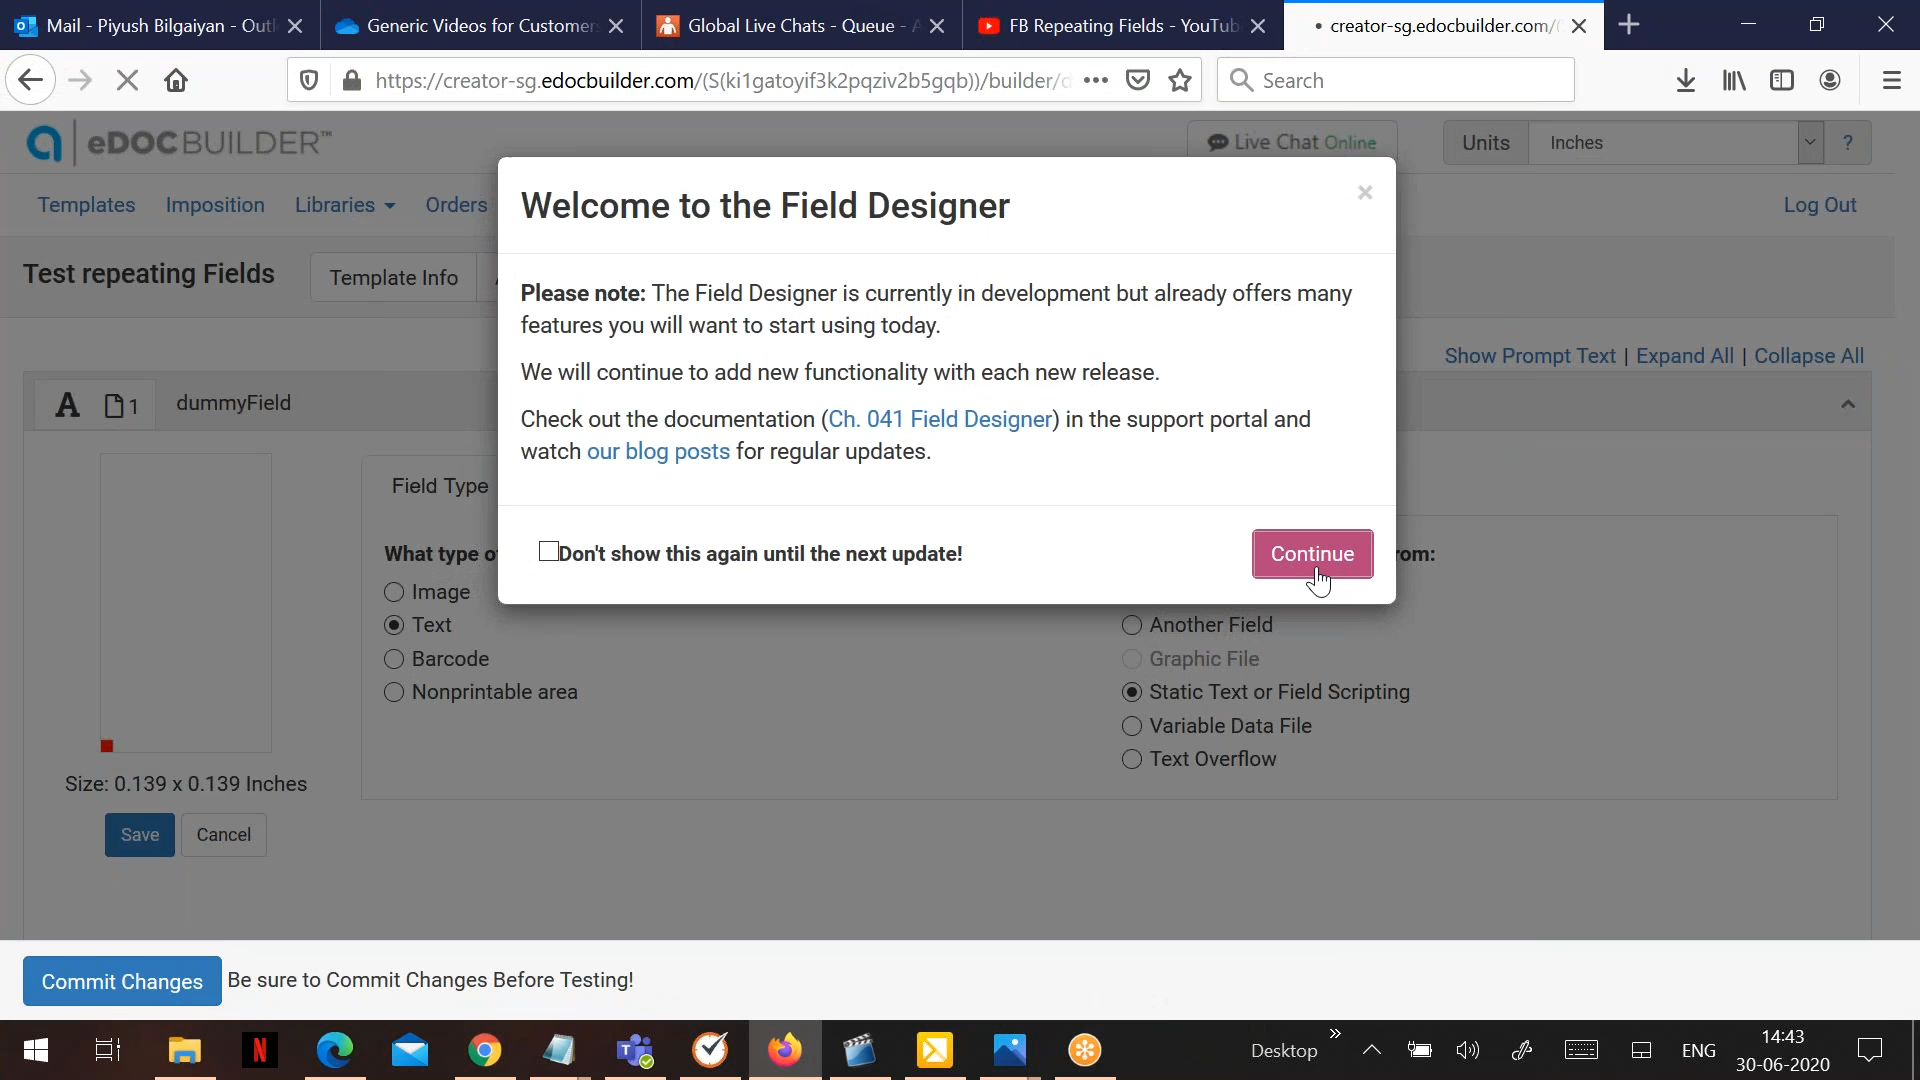 Mail - Piyush Bilgaiyan - Out
Generic Videos for Customer
Global Live Chats - Queue -
FB Repeating Fields - YouTub
creator-sg.edocbuilder.com/
https://creator-sg.edocbuilder.com/(S(ki1gatoyif3k2pqziv2b5gqb))/builder/
Search
eDOCBUILDER™
Live Chat Online
Units
Inches
?
Templates
Imposition
Libraries
Orders
Log Out
Test repeating Fields
Template Info
Show Prompt Text | Expand All | Collapse All
A
1
dummyField
Welcome to the Field Designer
×
Please note: The Field Designer is currently in development but already offers many
features you will want to start using today.
We will continue to add new functionality with each new release.
Check out the documentation (Ch. 041 Field Designer) in the support portal and
watch our blog posts for regular updates.
Don't show this again until the next update!
Continue
Field Type
What type o
rom:
Image
Text
Barcode
Nonprintable area
Another Field
Graphic File
Static Text or Field Scripting
Variable Data File
Text Overflow
Size: 0.139 x 0.139 Inches
Save
Cancel
Commit Changes
Be sure to Commit Changes Before Testing!
Desktop
ENG
14:43
30-06-2020